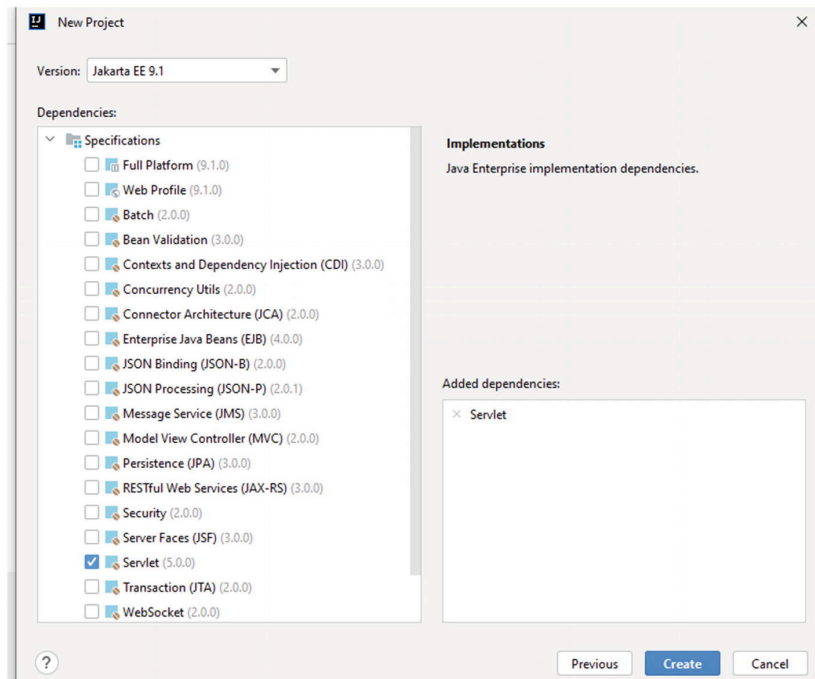 New Project
Version: Jakarta EE 9.1
Dependencies:
Specifications
Full Platform (9.1.0)
Web Profile (9.1.0)
Batch (2.0.0)
Bean Validation (3.0.0)
Contexts and Dependency Injection (CDI) (3.0.0)
Concurrency Utils (2.0.0)
Connector Architecture (JCA) (2.0.0)
Enterprise Java Beans (EJB) (4.0.0)
JSON Binding (JSON-B) (2.0.0)
JSON Processing (JSON-P) (2.0.1)
Message Service (JMS) (3.0.0)
Model View Controller (MVC) (2.0.0)
Persistence (JPA) (3.0.0)
RESTful Web Services (JAX-RS) (3.0.0)
Security (2.0.0)
Server Faces (JSF) (3.0.0)
Servlet (5.0.0)
Transaction (JTA) (2.0.0)
WebSocket (2.0.0)
Implementations
Java Enterprise implementation dependencies.
Added dependencies:
Servlet
?
Previous
Create
Cancel